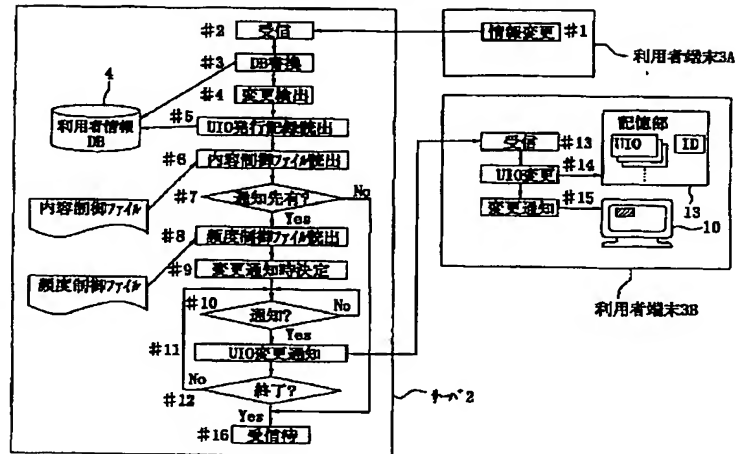 #2 受信
情報変更 #1
利用者端末3A
#3 DB書換
4
#4 変更検出
利用者情報
DB
#5 UIO発行記録読出
#6 内容制御ファイル読出
内容制御ファイル
#7 通知先有? No
Yes
#8 頻度制御ファイル読出
頻度制御ファイル
#9 変更通知時決定
#10 通知? No
Yes
#11 UIO変更通知
No
#12 終了?
Yes
#16 受信待
サーバ2
受信 #13
記憶部
UIO ID
UIO変更 #14
13
変更通知 #15
10
利用者端末3B